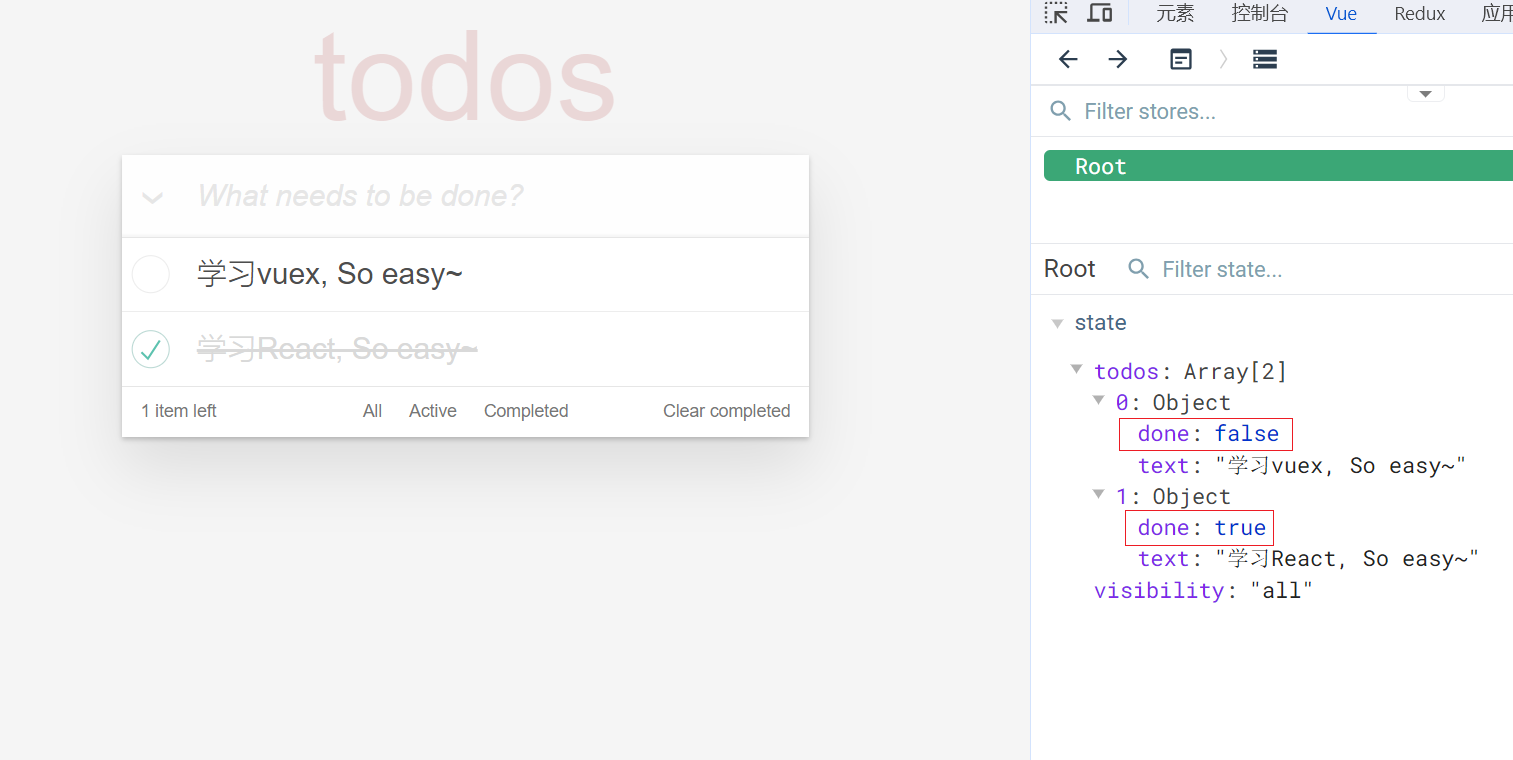 todos
What needs to be done?
学习vuex, So easy~
学习React, So easy~
1 item left All Active Completed Clear completed
元素 控制台 Vue Redux 应用
Filter stores...
Root
Root Filter state...
state
todos: Array[2]
0: Object
done: false
text: "学习vuex, So easy~"
1: Object
done: true
text: "学习React, So easy~"
visibility: "all"